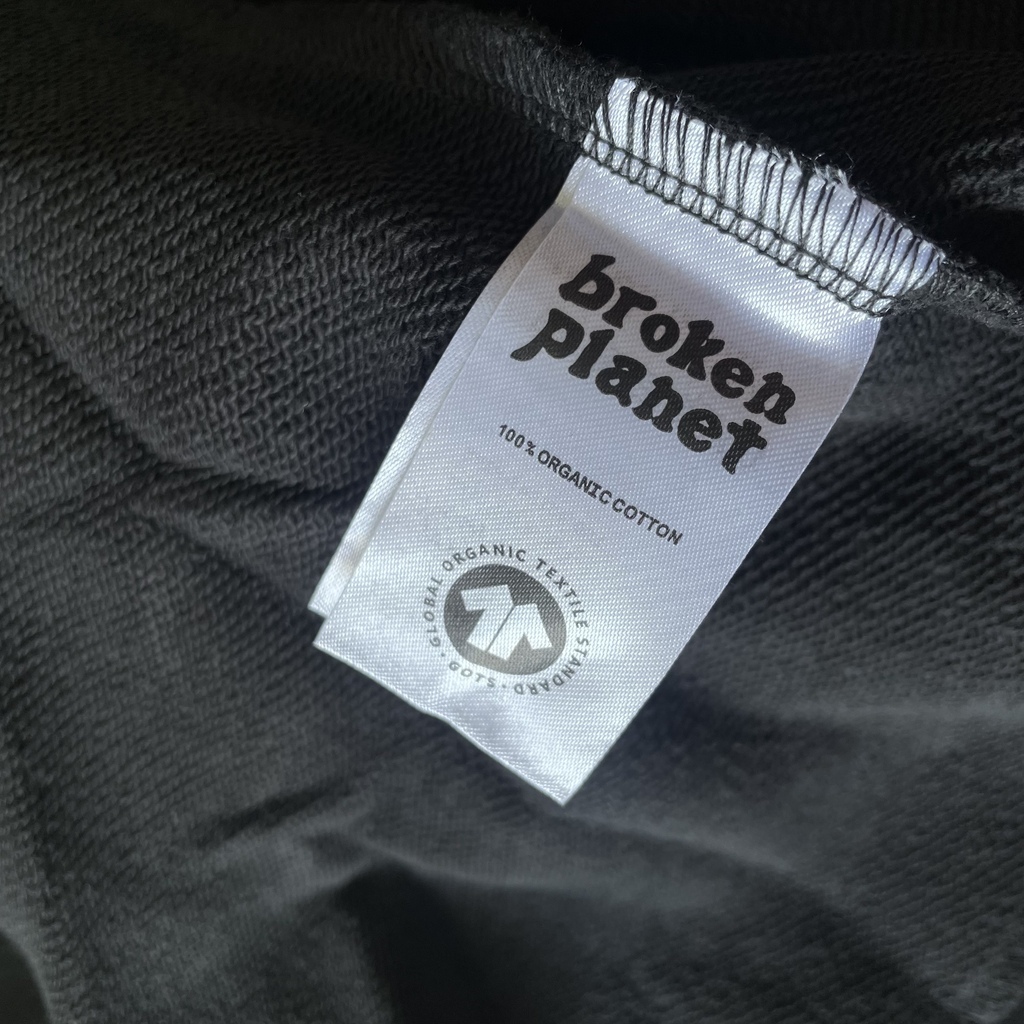 broken
planet
100% ORGANIC COTTON
GLOBAL ORGANIC TEXTILE STANDARD · GOTS ·